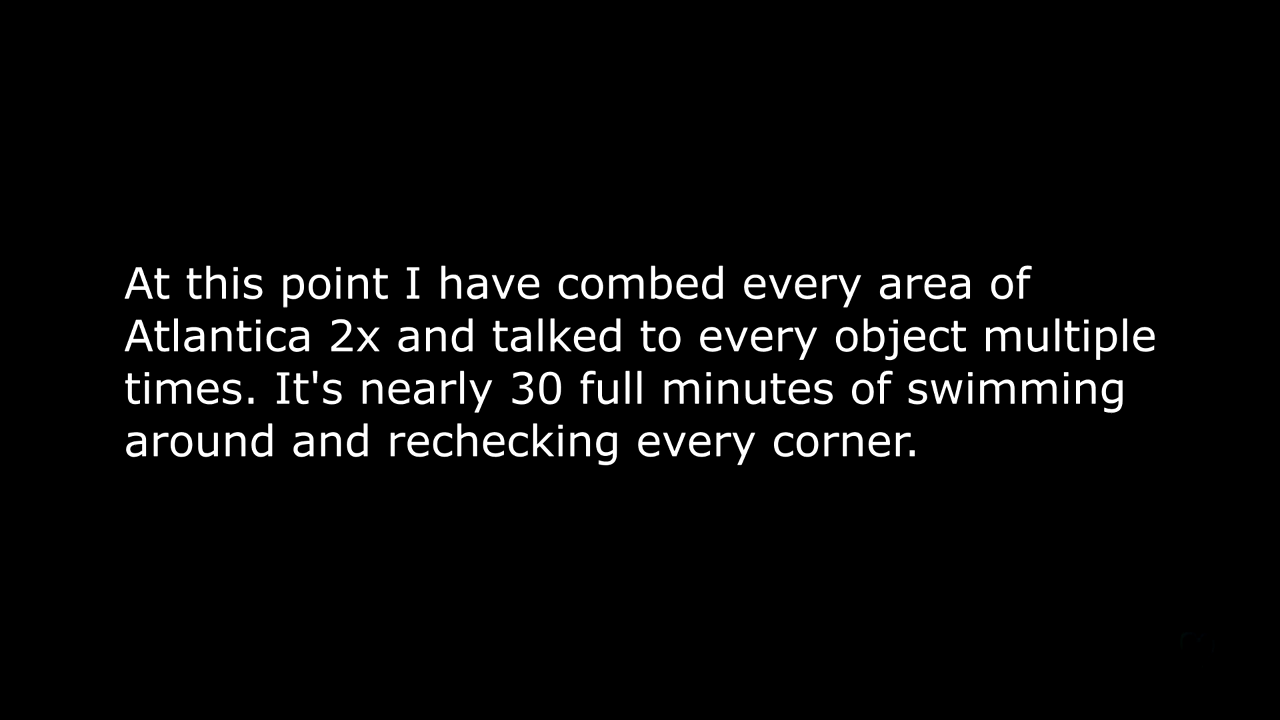 At this point I have combed every area of
Atlantica 2x and talked to every object multiple
times. It's nearly 30 full minutes of swimming
around and rechecking every corner.